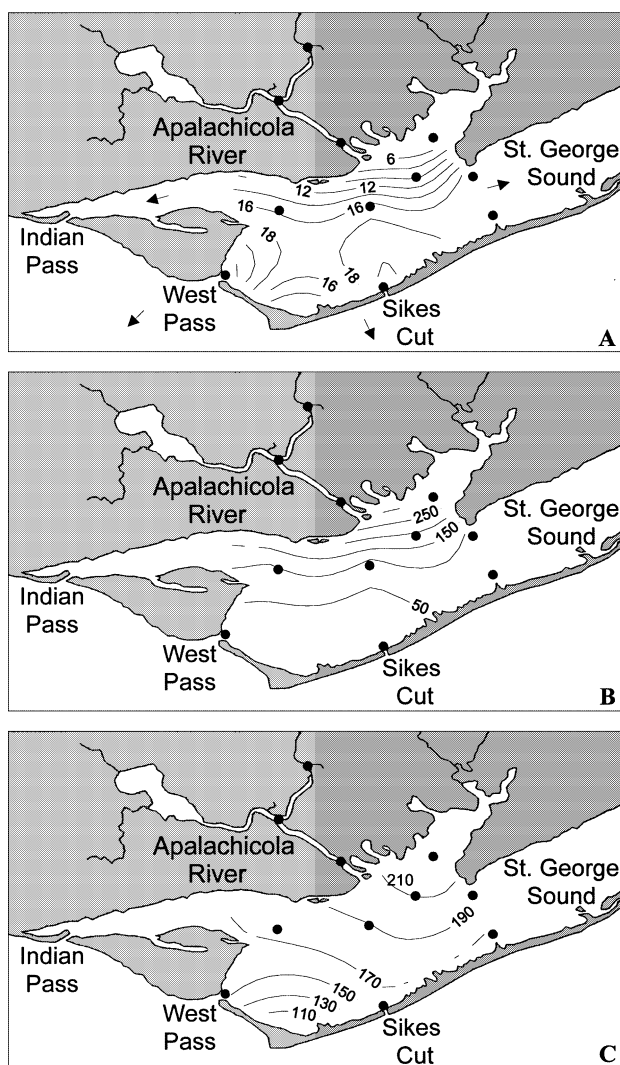 6
Apalachicola
River
St. George
Sound
12
12
16
16
Indian
Pass
18
18
16
West
Pass
Sikes
Cut
A
Apalachicola
River
250
150
St. George
Sound
Indian
Pass
50
West
Pass
Sikes
Cut
B
Apalachicola
River
210
St. George
Sound
190
Indian
Pass
170
150
130
110
West
Pass
Sikes
Cut
C